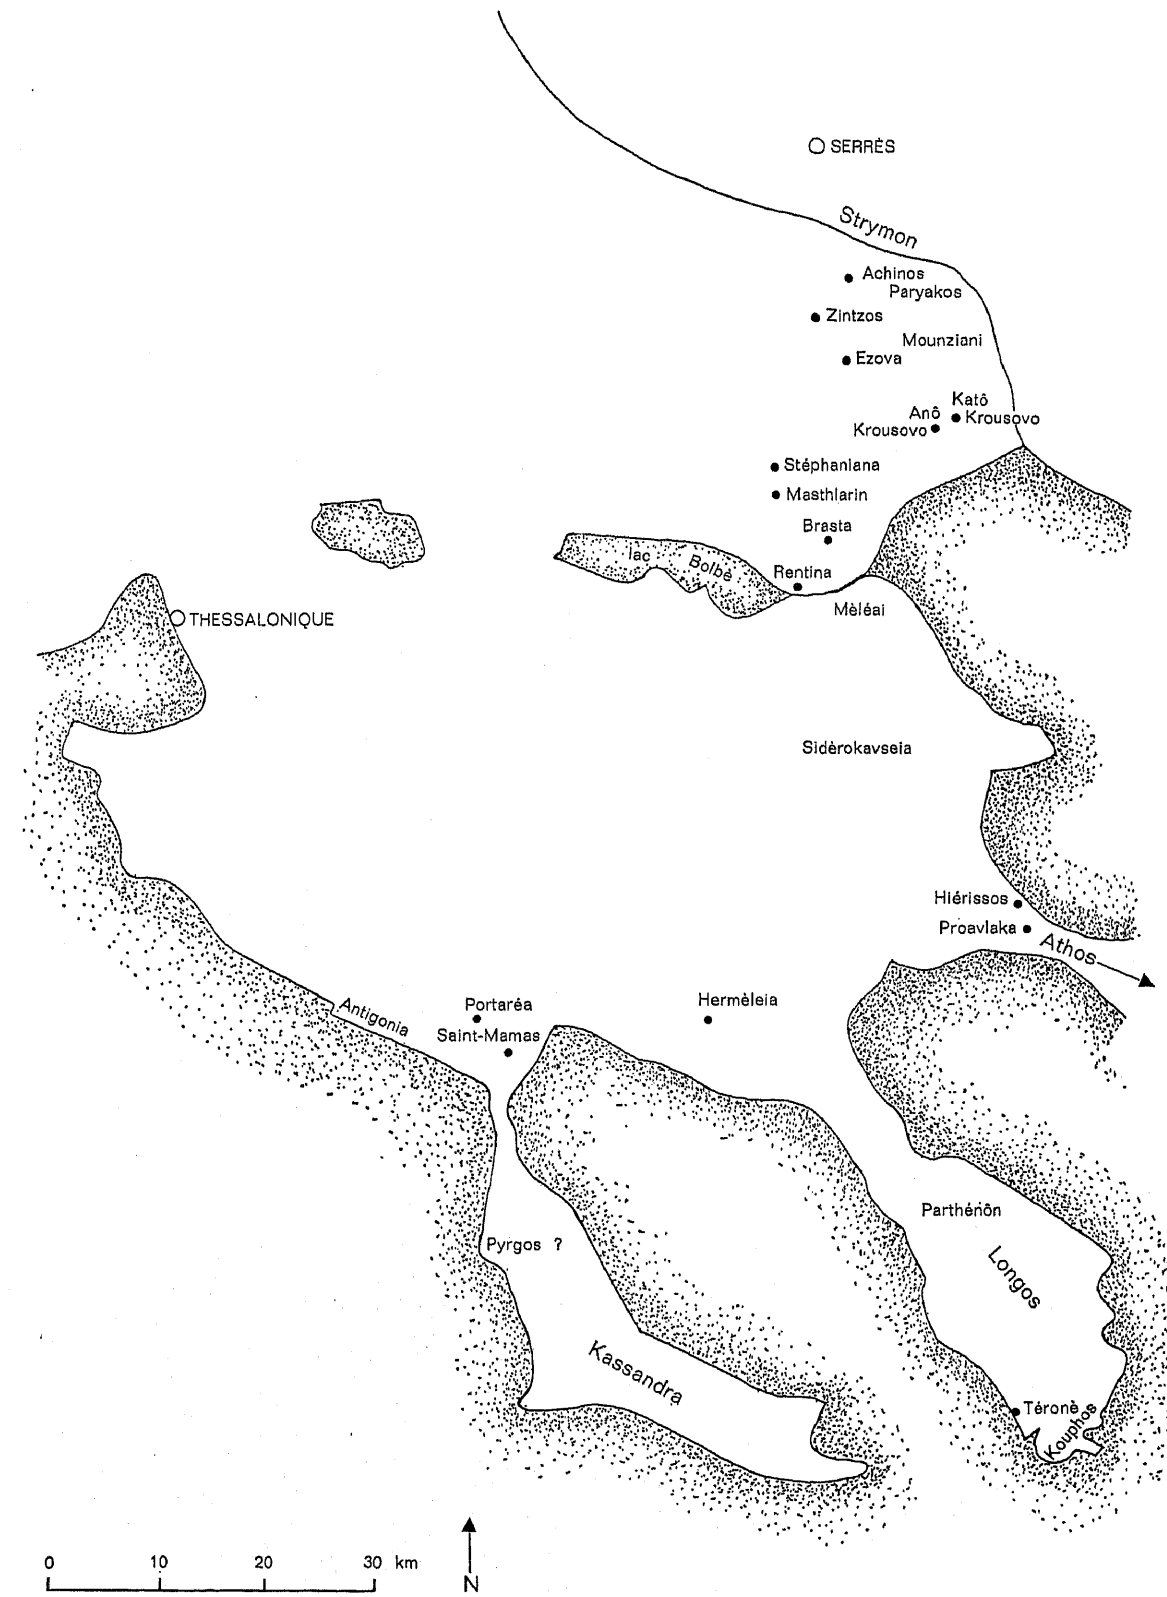 SERRÈS
Strymon
Achinos
Paryakos
Zintzos
Mounziani
Ezova
Katô
Anô
Krousovo
Krousovo
Stéphaniana
Masthlarin
Brasta
lac Bolbè
Rentina
Mèléai
THESSALONIQUE
Sidèrokavseia
Hiérissos
Proavlaka
Athos
Antigonia
Portaréa
Hermèleia
Saint-Mamas
Parthénôn
Pyrgos ?
Longos
Kassandra
Téronè
Kouphos
0 10 20 30 km
N